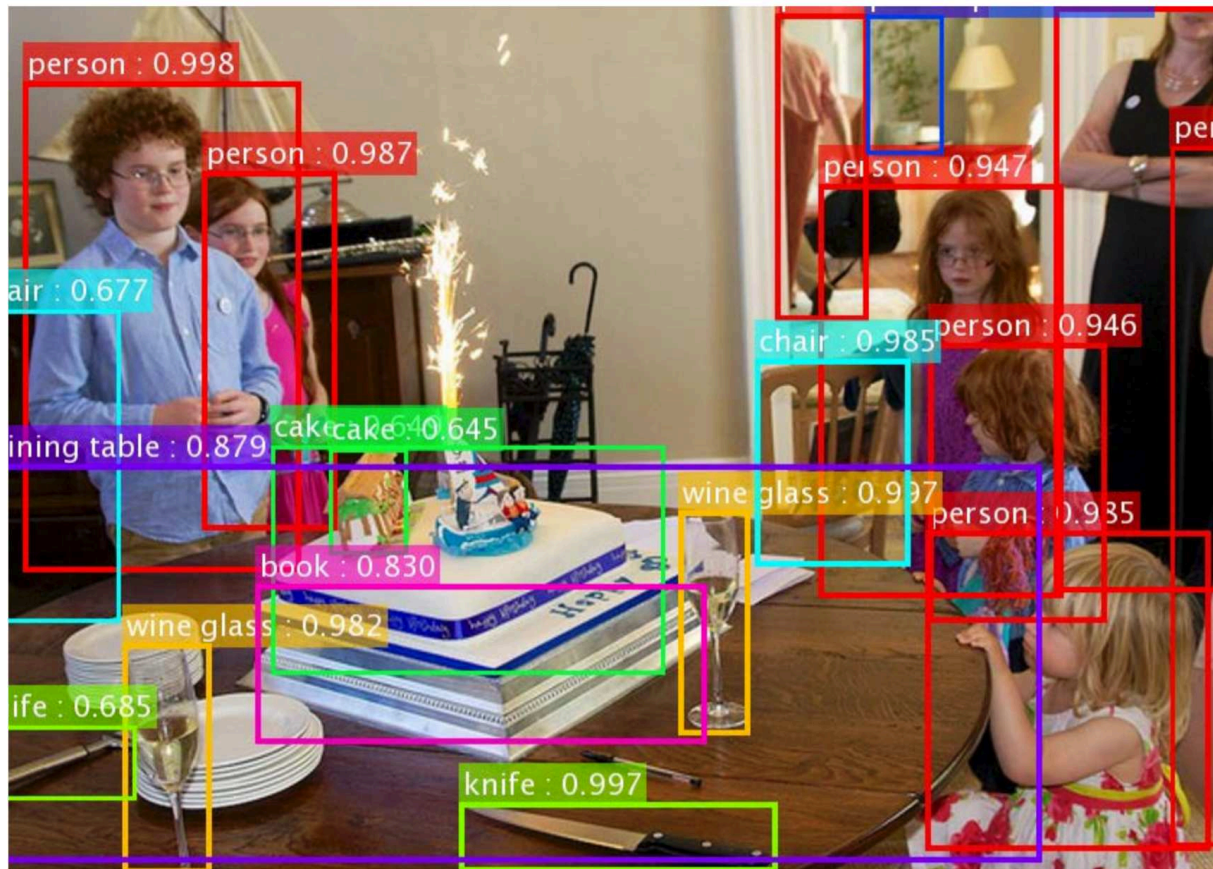 person : 0.998
person : 0.987
person : 0.947
per
air : 0.677
person : 0.946
chair : 0.985
cake
cake : 0.645
ining table : 0.879
wine glass : 0.997
person : 0.985
book : 0.830
Happy
wine glass : 0.982
ife : 0.685
knife : 0.997